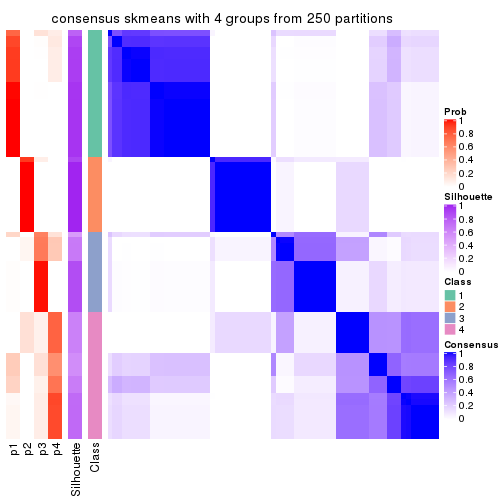 consensus skmeans with 4 groups from 250 partitions
Prob
1
0.8
0.6
0.4
0.2
0
Silhouette
1
0.8
0.6
0.4
0.2
0
Class
1
2
3
4
Consensus
1
0.8
0.6
0.4
0.2
0
p1
p2
p3
p4
Silhouette
Class